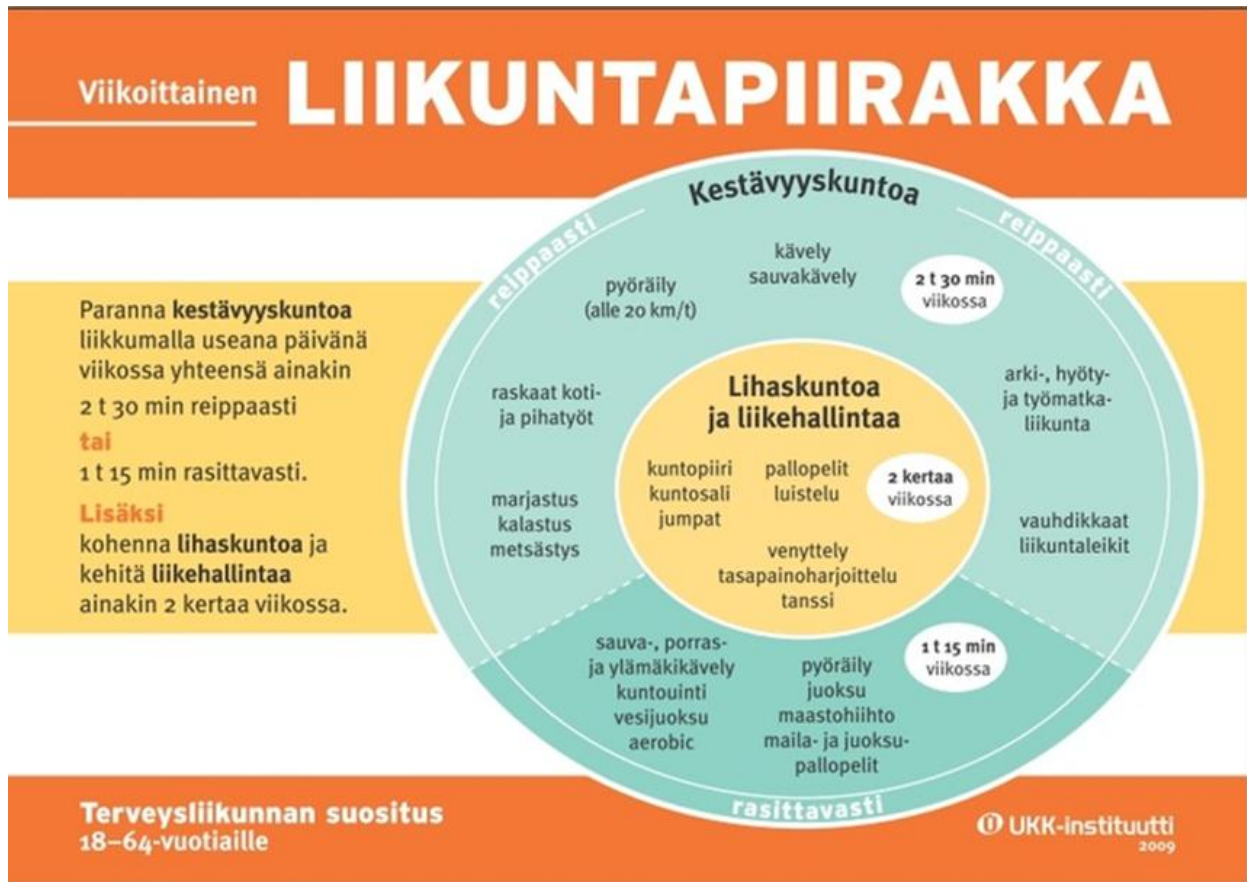 Viikoittainen LIIKUNTAPIIRAKKA
Paranna kestävyyskuntoa
liikkumalla useana päivänä
viikossa yhteensä ainakin
2 t 30 min reippaasti
tai
1 t 15 min rasittavasti.
Lisäksi
kohenna lihaskuntoa ja
kehitä liikehallintaa
ainakin 2 kertaa viikossa.
Kestävyyskuntoa
reippaasti
reippaasti
kävely
sauvakävely
2 t 30 min
viikossa
pyöräily
(alle 20 km/t)
raskaat koti-
ja pihatyöt
marjastus
kalastus
metsästys
arki-, hyöty-
ja työmatka-
liikunta
vauhdikkaat
liikuntaleikit
Lihaskuntoa
ja liikehallintaa
kuntopiiri
kuntosali
jumpat
pallopelit
luistelu
2 kertaa
viikossa
venyttely
tasapainoharjoittelu
tanssi
sauva-, porras-
ja ylämäkikävely
kuntouinti
vesijuoksu
aerobic
pyöräily
juoksu
maastohiihto
maila- ja juoksu-
pallopelit
1 t 15 min
viikossa
rasittavasti
Terveysliikunnan suositus
18–64-vuotiaille
UKK-instituutti
2009